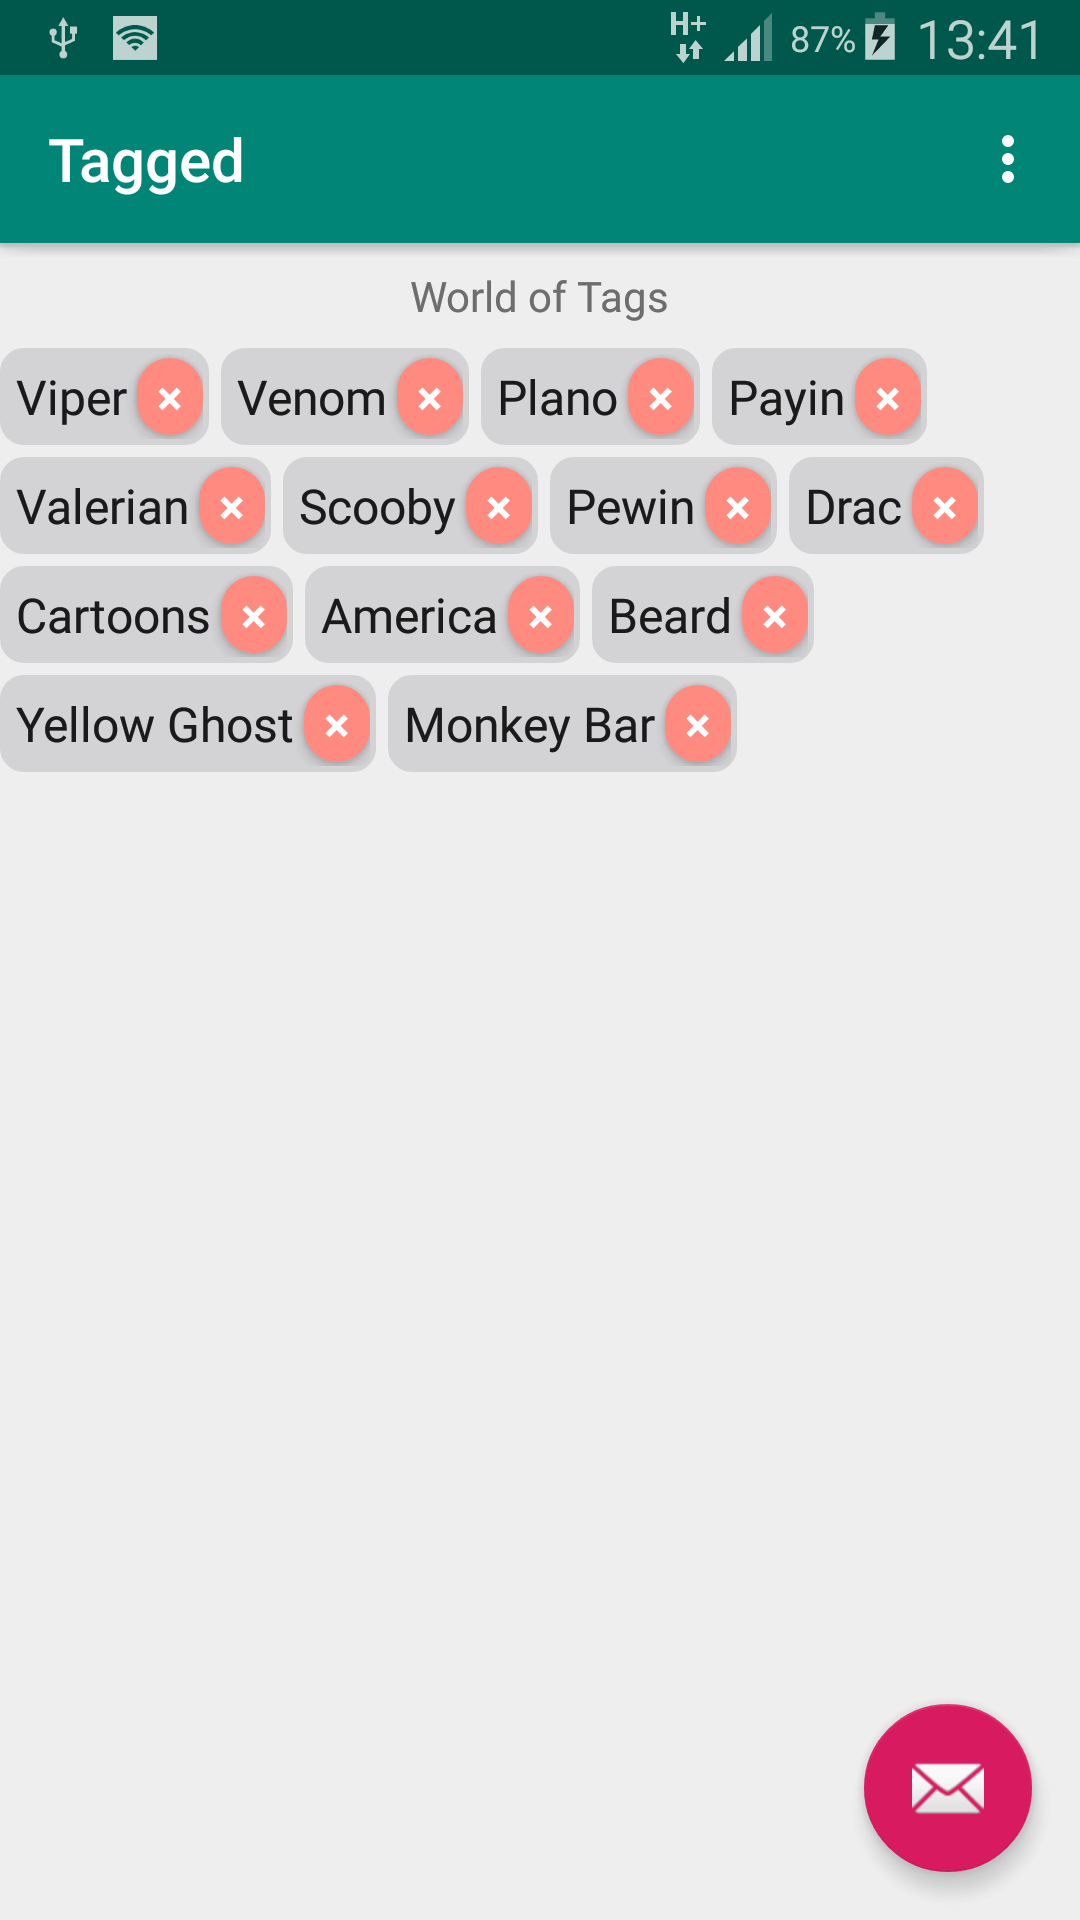 H+ 87% 13:41
Tagged
World of Tags
Viper × Venom × Plano × Payin ×
Valerian × Scooby × Pewin × Drac ×
Cartoons × America × Beard ×
Yellow Ghost × Monkey Bar ×